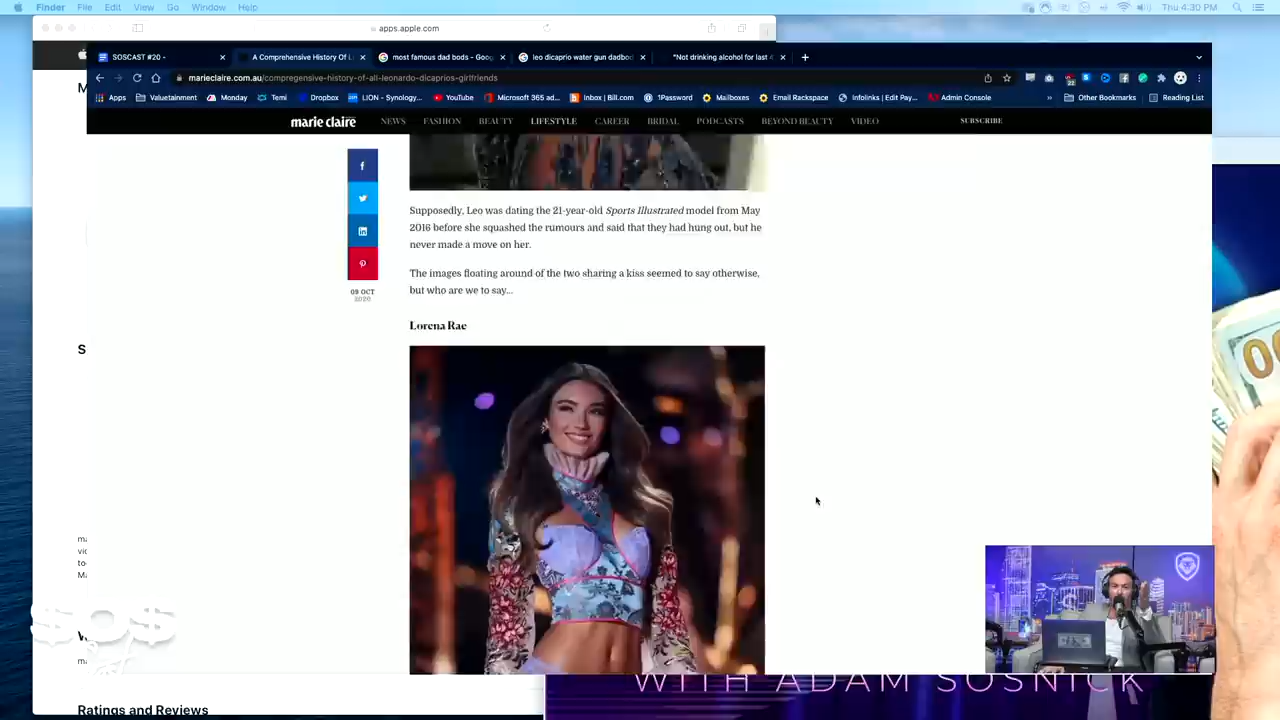 Finder File Edit View Go Window Help
Thu 4:30 PM
apps.apple.com
SOSCAST #20 -
A Comprehensive History Of
most famous dad bods - Goog
leo dicaprio water gun dadbo
"Not drinking alcohol for last
marieclaire.com.au/compregensive-history-of-all-leonardo-dicaprios-girlfriends
Apps Valuetainment Monday Temi Dropbox LION - Synology... YouTube Microsoft 365 ad... Inbox | Bill.com 1Password Mailboxes Email Rackspace Infolinks | Edit Pay... Admin Console » Other Bookmarks Reading List
marie claire NEWS FASHION BEAUTY LIFESTYLE CAREER BRIDAL PODCASTS BEYOND BEAUTY VIDEO SUBSCRIBE
Supposedly, Leo was dating the 21-year-old Sports Illustrated model from May
2016 before she squashed the rumours and said that they had hung out, but he
never made a move on her.
The images floating around of the two sharing a kiss seemed to say otherwise,
but who are we to say...
09 OCT
2020
Lorena Rae
$O$
WITH ADAM SOSNICK
Ratings and Reviews